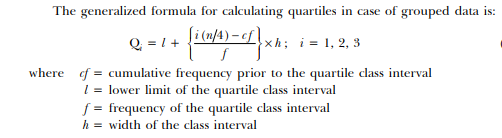 The generalized formula for calculating quartiles in case of grouped data is:
Qᵢ = l + { i (n/4) – cf / f } × h ; i = 1, 2, 3
where cf = cumulative frequency prior to the quartile class interval
l = lower limit of the quartile class interval
f = frequency of the quartile class interval
h = width of the class interval